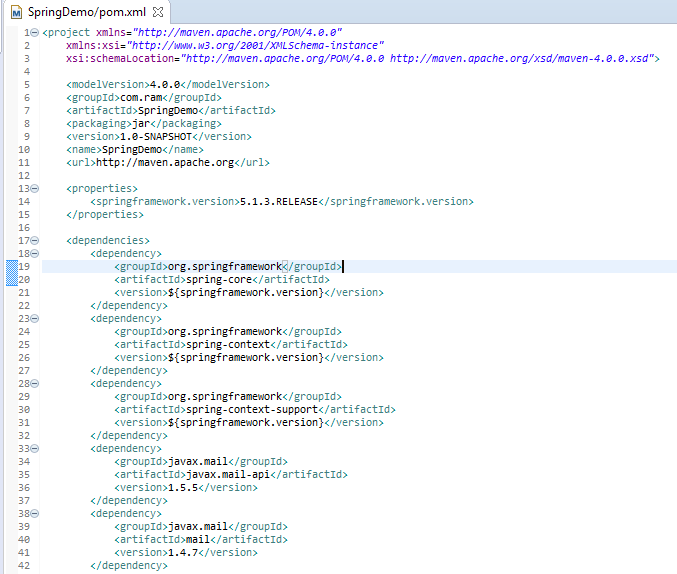 SpringDemo/pom.xml
1 <project xmlns="http://maven.apache.org/POM/4.0.0"
2     xmlns:xsi="http://www.w3.org/2001/XMLSchema-instance"
3     xsi:schemaLocation="http://maven.apache.org/POM/4.0.0 http://maven.apache.org/xsd/maven-4.0.0.xsd">
4
5     <modelVersion>4.0.0</modelVersion>
6     <groupId>com.ram</groupId>
7     <artifactId>SpringDemo</artifactId>
8     <packaging>jar</packaging>
9     <version>1.0-SNAPSHOT</version>
10     <name>SpringDemo</name>
11     <url>http://maven.apache.org</url>
12
13     <properties>
14         <springframework.version>5.1.3.RELEASE</springframework.version>
15     </properties>
16
17     <dependencies>
18         <dependency>
19             <groupId>org.springframework</groupId>
20             <artifactId>spring-core</artifactId>
21             <version>${springframework.version}</version>
22         </dependency>
23         <dependency>
24             <groupId>org.springframework</groupId>
25             <artifactId>spring-context</artifactId>
26             <version>${springframework.version}</version>
27         </dependency>
28         <dependency>
29             <groupId>org.springframework</groupId>
30             <artifactId>spring-context-support</artifactId>
31             <version>${springframework.version}</version>
32         </dependency>
33         <dependency>
34             <groupId>javax.mail</groupId>
35             <artifactId>javax.mail-api</artifactId>
36             <version>1.5.5</version>
37         </dependency>
38         <dependency>
39             <groupId>javax.mail</groupId>
40             <artifactId>mail</artifactId>
41             <version>1.4.7</version>
42         </dependency>